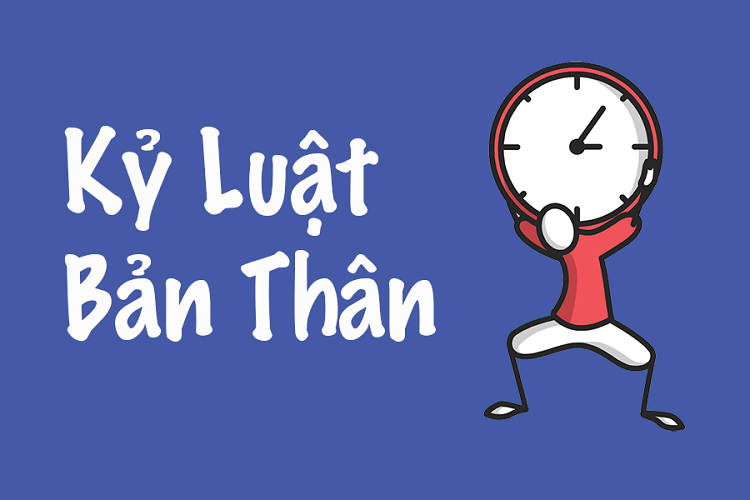 Kỷ Luật
Bản Thân